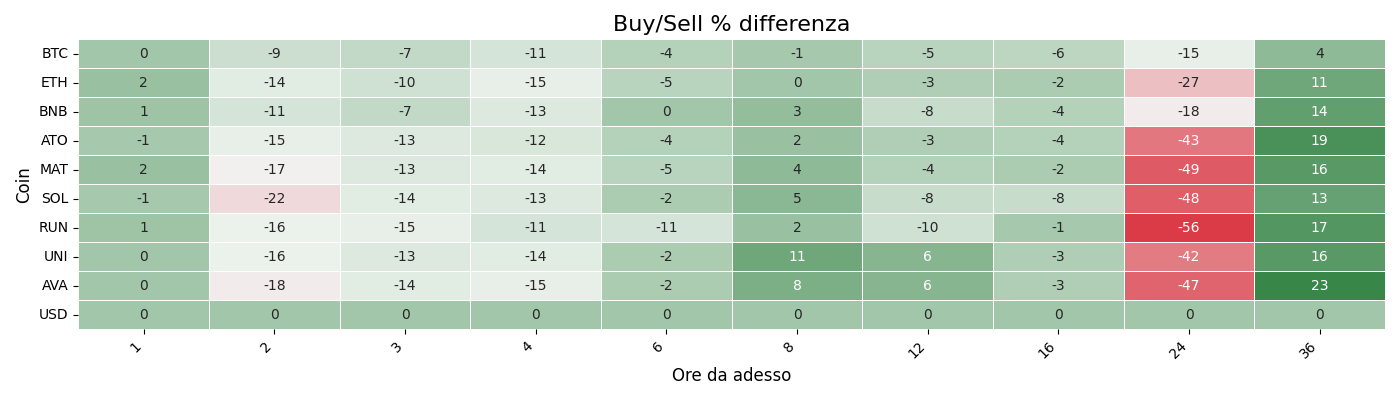 Buy/Sell % differenza
Coin
BTC 0 -9 -7 -11 -4 -1 -5 -6 -15 4
ETH 2 -14 -10 -15 -5 0 -3 -2 -27 11
BNB 1 -11 -7 -13 0 3 -8 -4 -18 14
ATO -1 -15 -13 -12 -4 2 -3 -4 -43 19
MAT 2 -17 -13 -14 -5 4 -4 -2 -49 16
SOL -1 -22 -14 -13 -2 5 -8 -8 -48 13
RUN 1 -16 -15 -11 -11 2 -10 -1 -56 17
UNI 0 -16 -13 -14 -2 11 6 -3 -42 16
AVA 0 -18 -14 -15 -2 8 6 -3 -47 23
USD 0 0 0 0 0 0 0 0 0 0
1 2 3 4 6 8 12 16 24 36
Ore da adesso